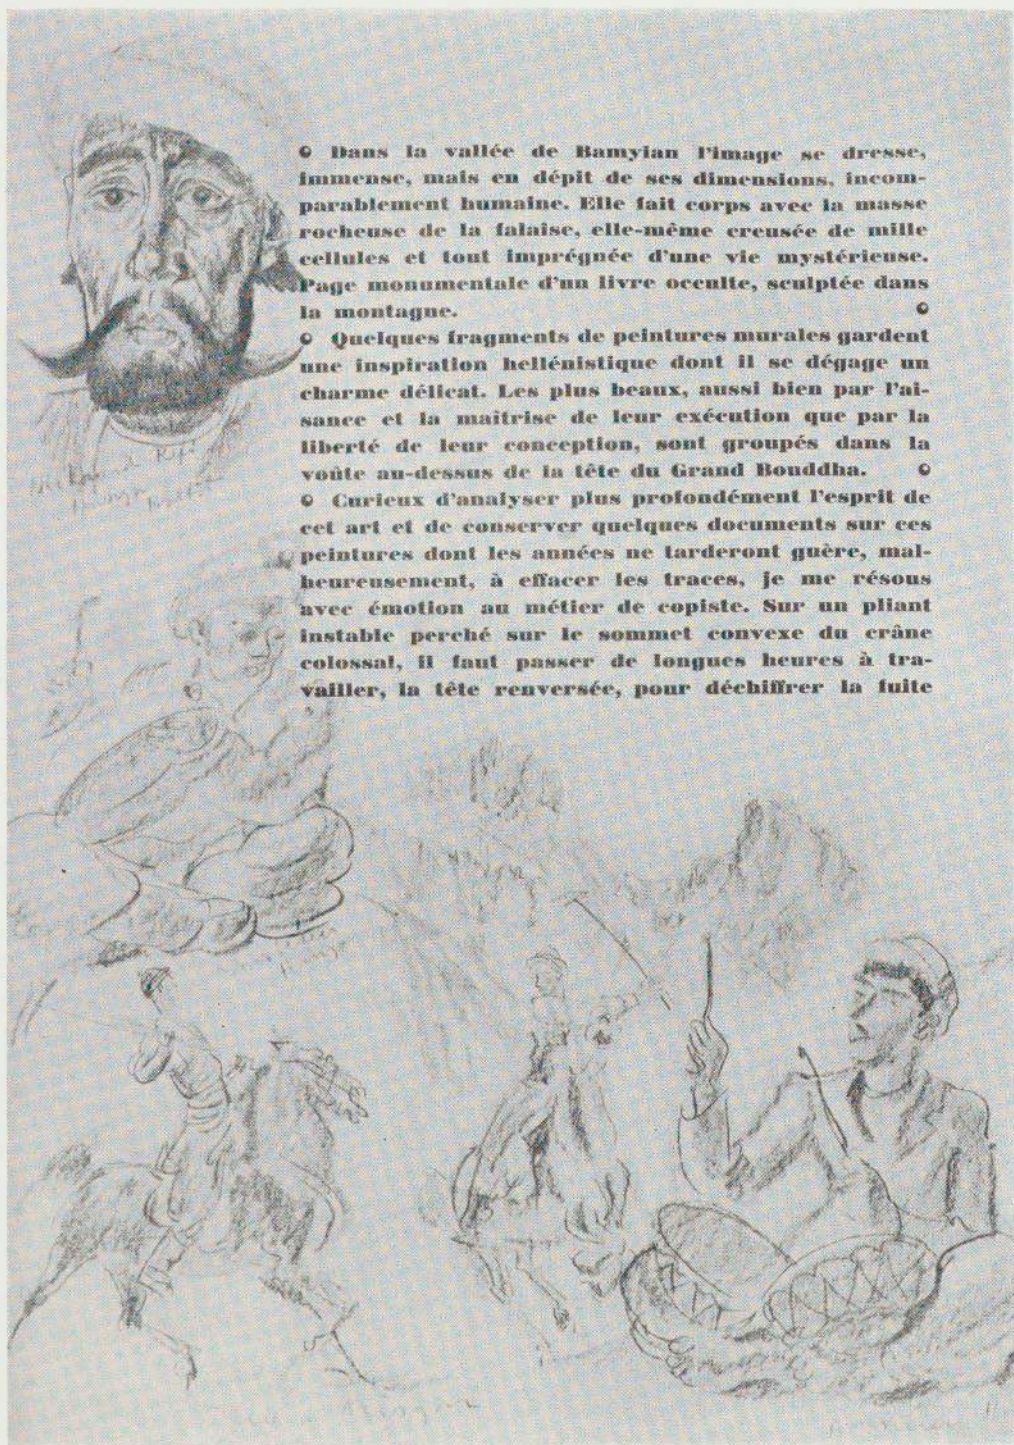 Dans la vallée de Bamyian l'image se dresse,
immense, mais en dépit de ses dimensions, incom-
parablement humaine. Elle fait corps avec la masse
rocheuse de la falaise, elle-même creusée de mille
cellules et tout imprégnée d'une vie mystérieuse.
Page monumentale d'un livre occulte, sculptée dans
la montagne.
Quelques fragments de peintures murales gardent
une inspiration hellénistique dont il se dégage un
charme délicat. Les plus beaux, aussi bien par l'ai-
sance et la maîtrise de leur exécution que par la
liberté de leur conception, sont groupés dans la
voûte au-dessus de la tête du Grand Bouddha.
Curieux d'analyser plus profondément l'esprit de
cet art et de conserver quelques documents sur ces
peintures dont les années ne tarderont guère, mal-
heureusement, à effacer les traces, je me résous
avec émotion au métier de copiste. Sur un pliant
instable perché sur le sommet convexe du crâne
colossal, il faut passer de longues heures à tra-
vailler, la tête renversée, pour déchiffrer la fuite